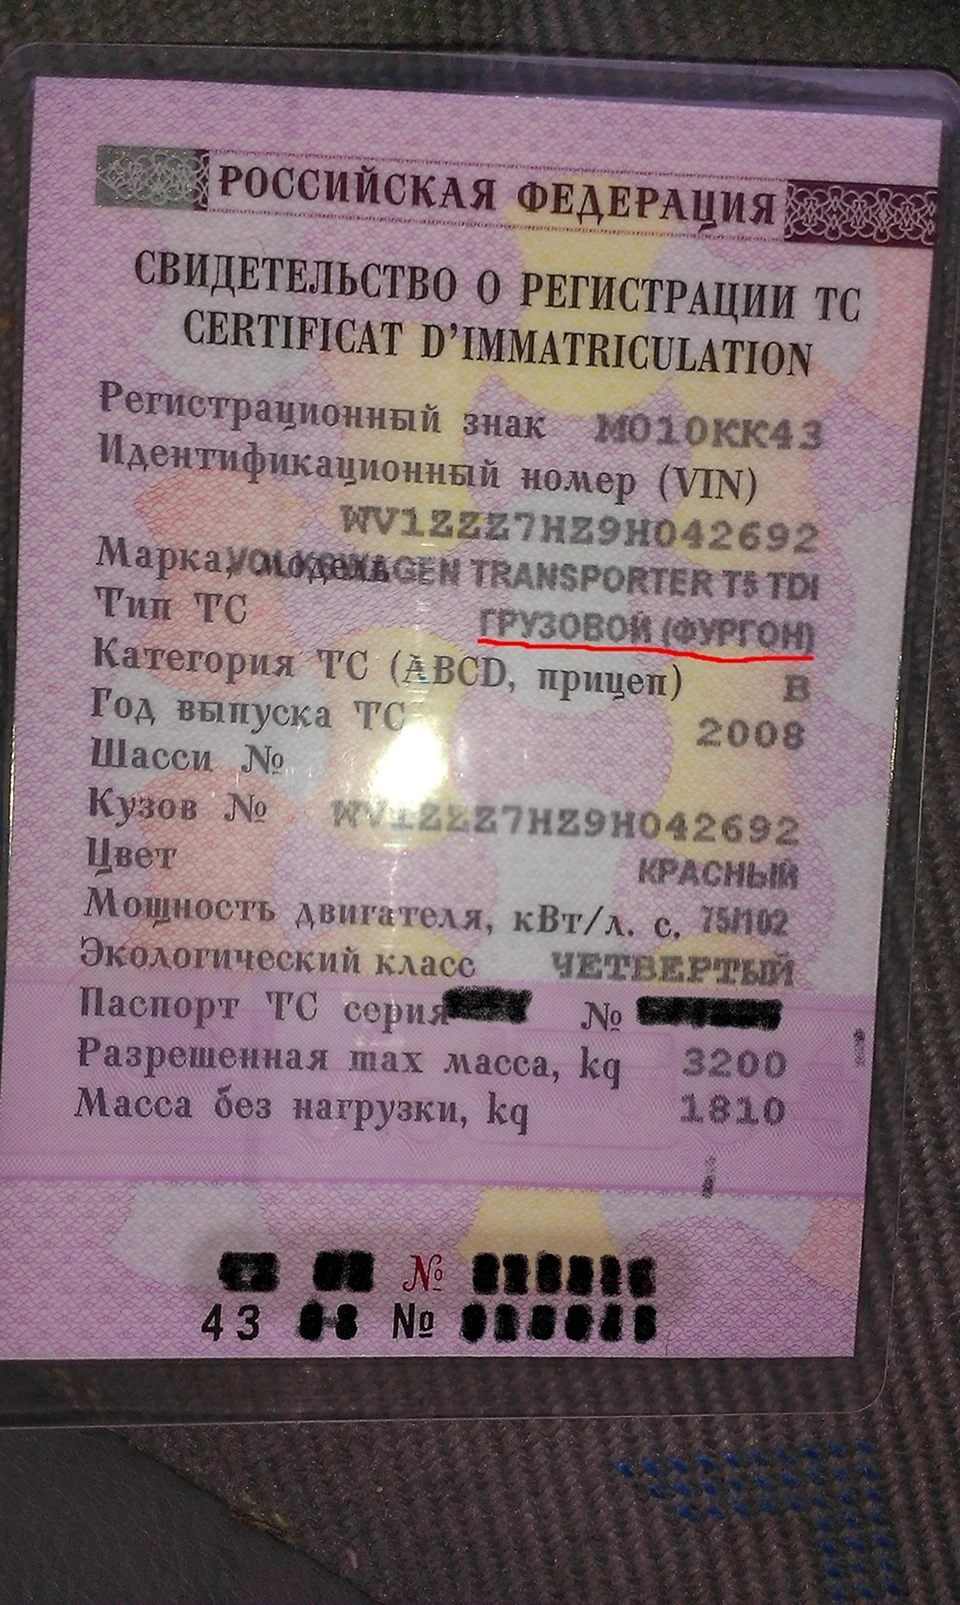 РОССИЙСКАЯ ФЕДЕРАЦИЯ
СВИДЕТЕЛЬСТВО О РЕГИСТРАЦИИ ТС
CERTIFICAT D'IMMATRICULATION
Регистрационный знак М010КК43
Идентификационный номер (VIN)
WV1ZZZ7HZ9H042692
Марка, модель VOLKSWAGEN TRANSPORTER T5 TDI
Тип ТС ГРУЗОВОЙ (ФУРГОН)
Категория ТС (ABCD, прицеп) B
Год выпуска ТС 2008
Шасси №
Кузов № WV1ZZZ7HZ9H042692
Цвет КРАСНЫЙ
Мощность двигателя, кВт/л. с. 75/102
Экологический класс ЧЕТВЕРТЫЙ
Паспорт ТС серия №
Разрешенная max масса, kg 3200
Масса без нагрузки, kg 1810
№
43 №